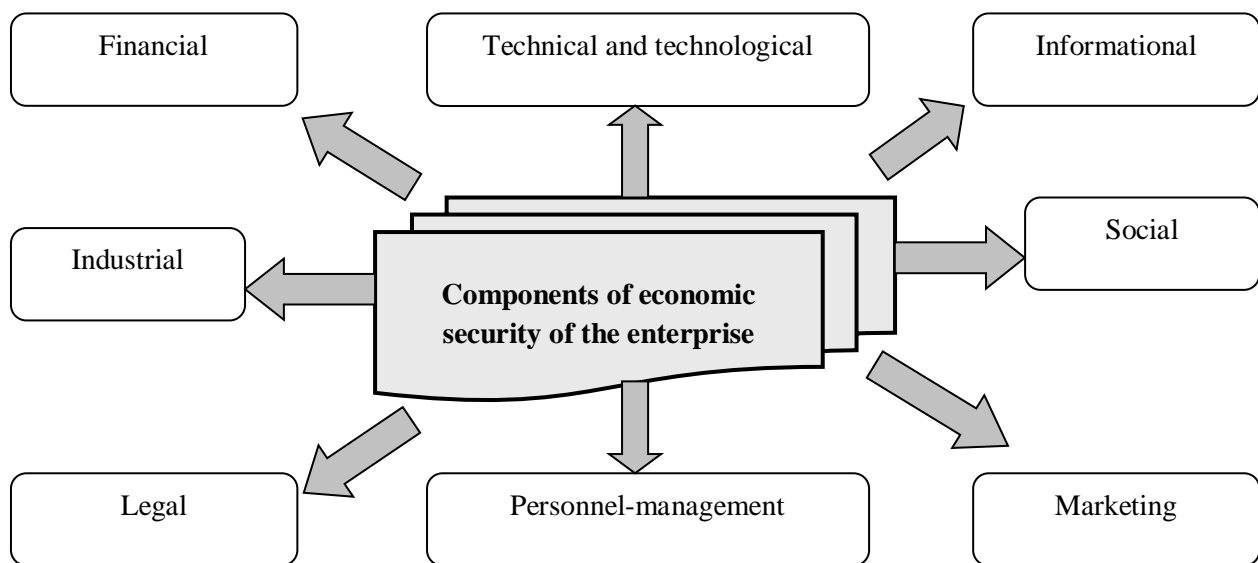 Financial
Technical and technological
Informational
Industrial
Social
Components of economic
security of the enterprise
Legal
Personnel-management
Marketing